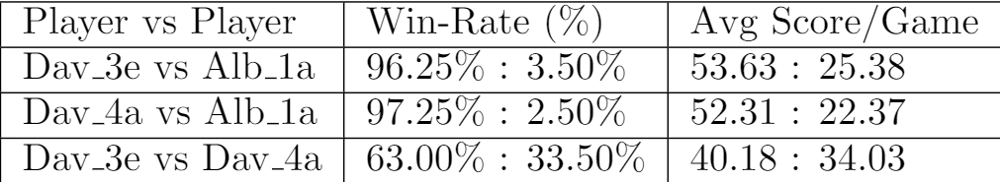 Player vs Player Win-Rate (%) Avg Score/Game
Dav_3e vs Alb_1a 96.25% : 3.50% 53.63 : 25.38
Dav_4a vs Alb_1a 97.25% : 2.50% 52.31 : 22.37
Dav_3e vs Dav_4a 63.00% : 33.50% 40.18 : 34.03